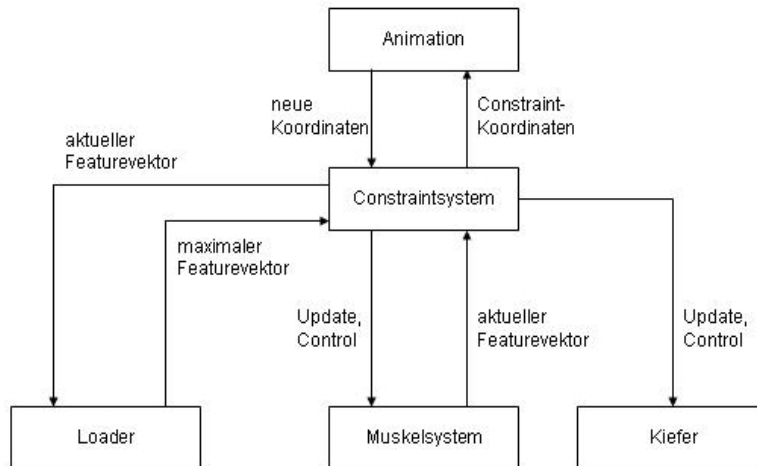 Animation
neue
Koordinaten
Constraint-
Koordinaten
aktueller
Featurevektor
Constraintsystem
maximaler
Featurevektor
Update,
Control
aktueller
Featurevektor
Update,
Control
Loader
Muskelsystem
Kiefer